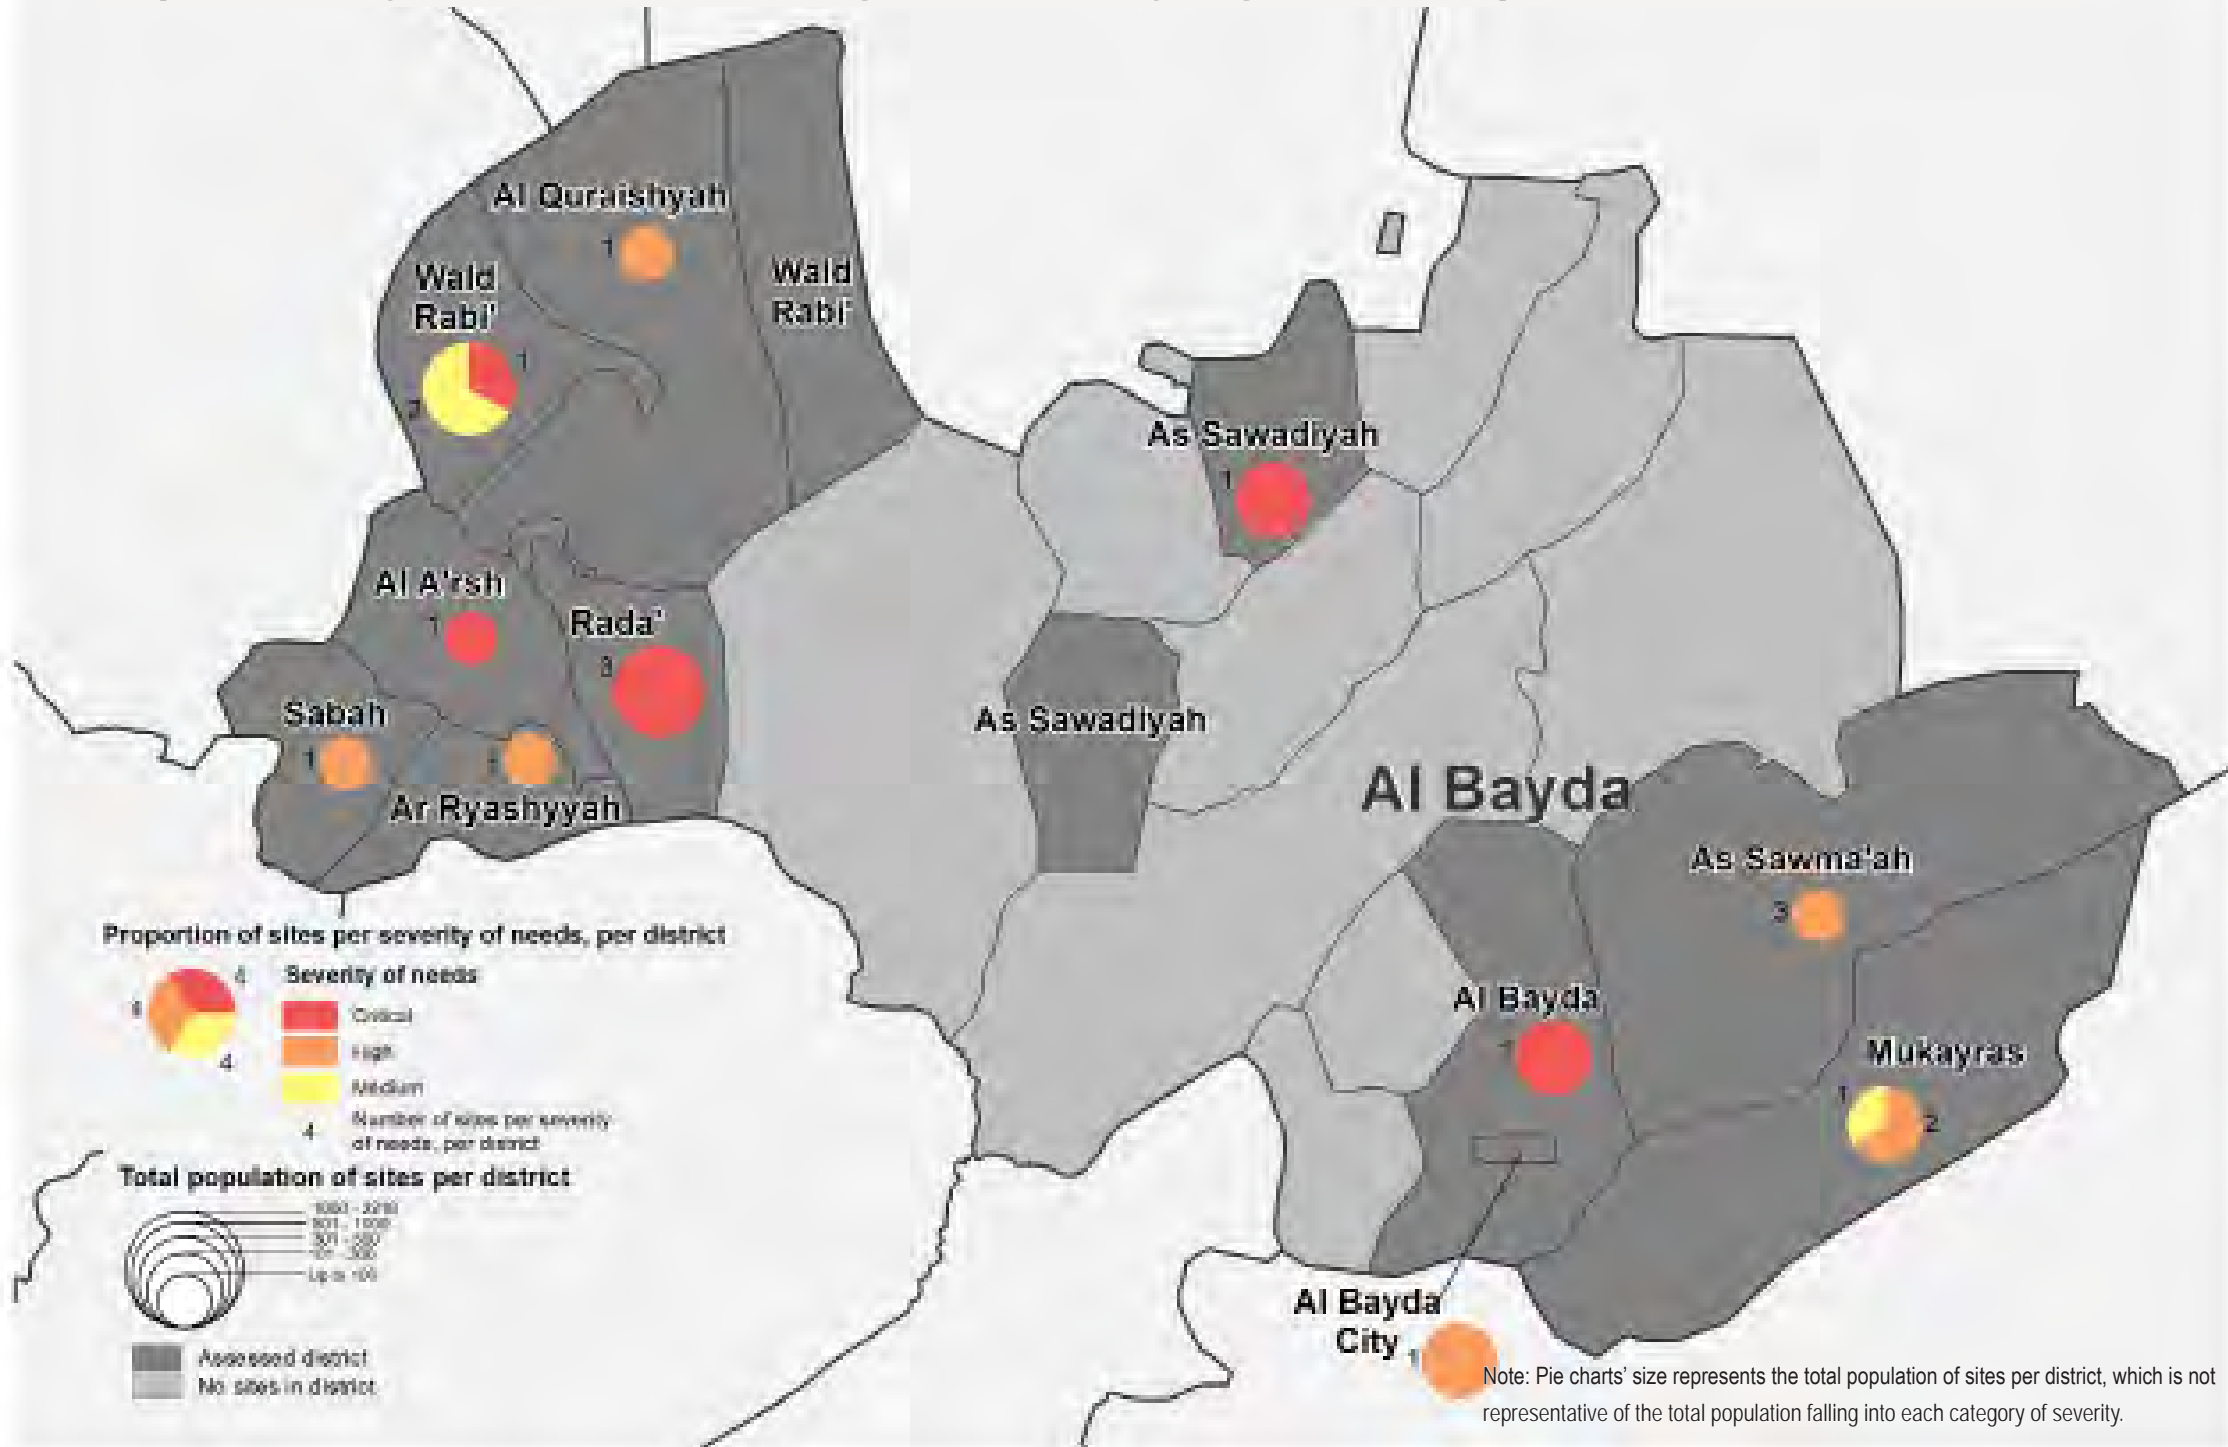 Al Quraishyah
1
Wald
Rabi'
1
2
Wald
Rabi'
As Sawadiyah
1
Al A'rsh
1
Rada'
Sabah
1
Ar Ryashyyah
As Sawadiyah
Al Bayda
As Sawma'ah
3
Al Bayda
1
Mukayras
1
2
Al Bayda
City
1
Proportion of sites per severity of needs, per district
Severity of needs
Critical
High
Medium
4
4
Number of sites per severity
of needs, per district
Total population of sites per district
Up to 100
Assessed district
No sites in district
Note: Pie charts' size represents the total population of sites per district, which is not
representative of the total population falling into each category of severity.